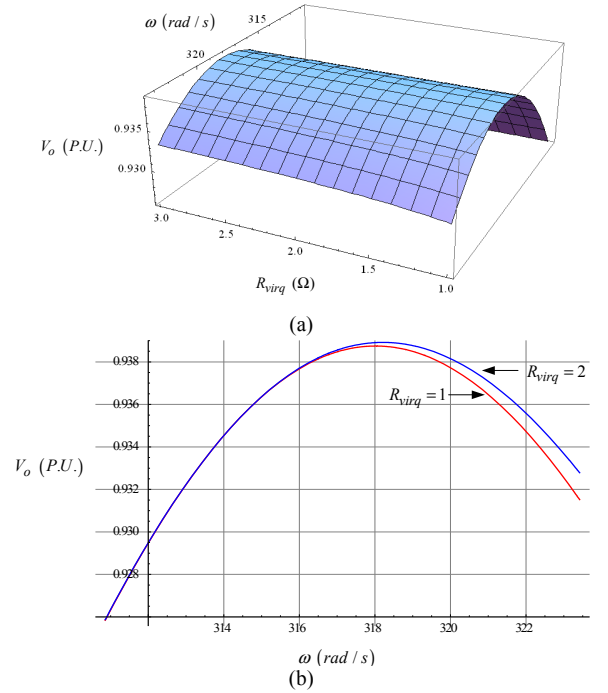 ω (rad / s)
315
320
0.935
V_o (P.U.)
0.930
3.0
2.5
2.0
1.5
1.0
R_virq (Ω)
(a)
0.938
R_virq = 2
0.936
R_virq = 1
0.934
V_o (P.U.)
0.932
0.930
0.928
314
316
318
320
322
ω (rad / s)
(b)